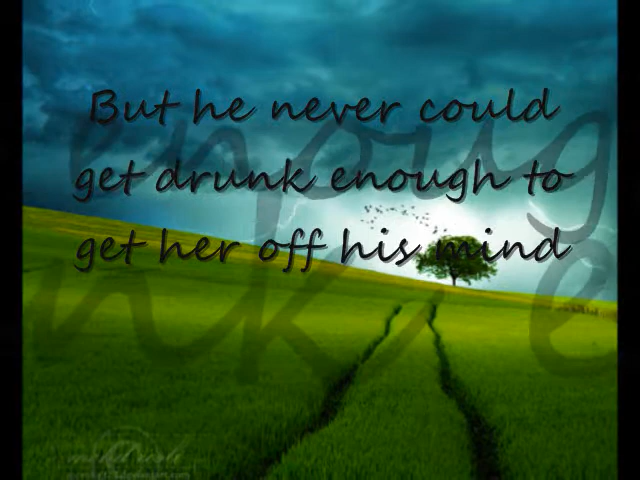 But he never could
get drunk enough to
get her off his mind